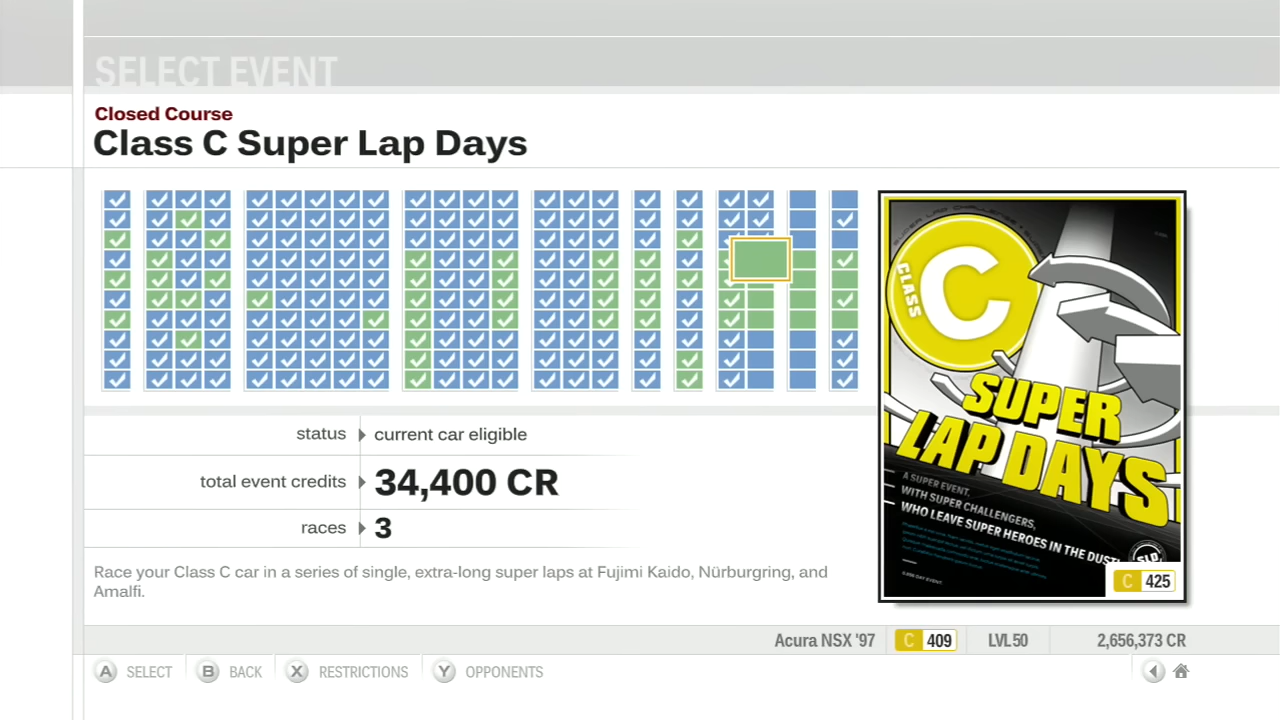 SELECT EVENT
Closed Course
Class C Super Lap Days
CLASS
C
SUPER
LAP DAYS
A SUPER EVENT,
WITH SUPER CHALLENGERS,
WHO LEAVE SUPER HEROES IN THE DUST!
SLD
C 425
status current car eligible
total event credits 34,400 CR
races 3
Race your Class C car in a series of single, extra-long super laps at Fujimi Kaido, Nürburgring, and
Amalfi.
Acura NSX '97 C 409 LVL50 2,656,373 CR
A SELECT B BACK X RESTRICTIONS Y OPPONENTS